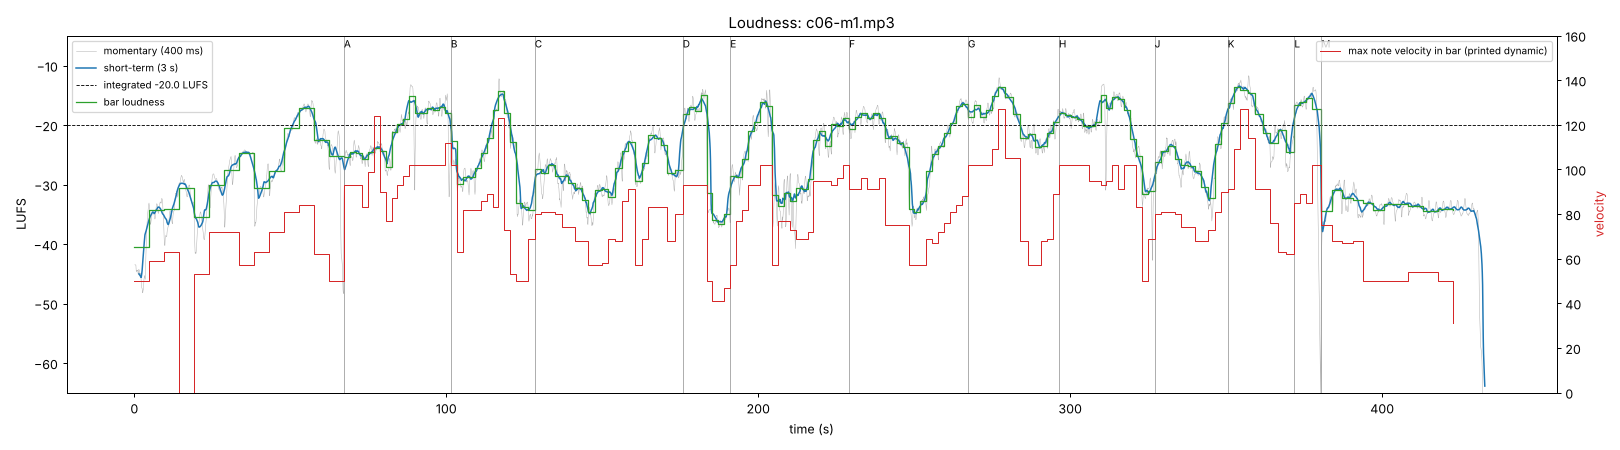 Loudness: c06-m1.mp3
momentary (400 ms)
short-term (3 s)
integrated -20.0 LUFS
bar loudness
max note velocity in bar (printed dynamic)
A B C D E F G H J K L M
−10
−20
−30
−40
−50
−60
LUFS
160
140
120
100
80
60
40
20
0
velocity
0 100 200 300 400
time (s)